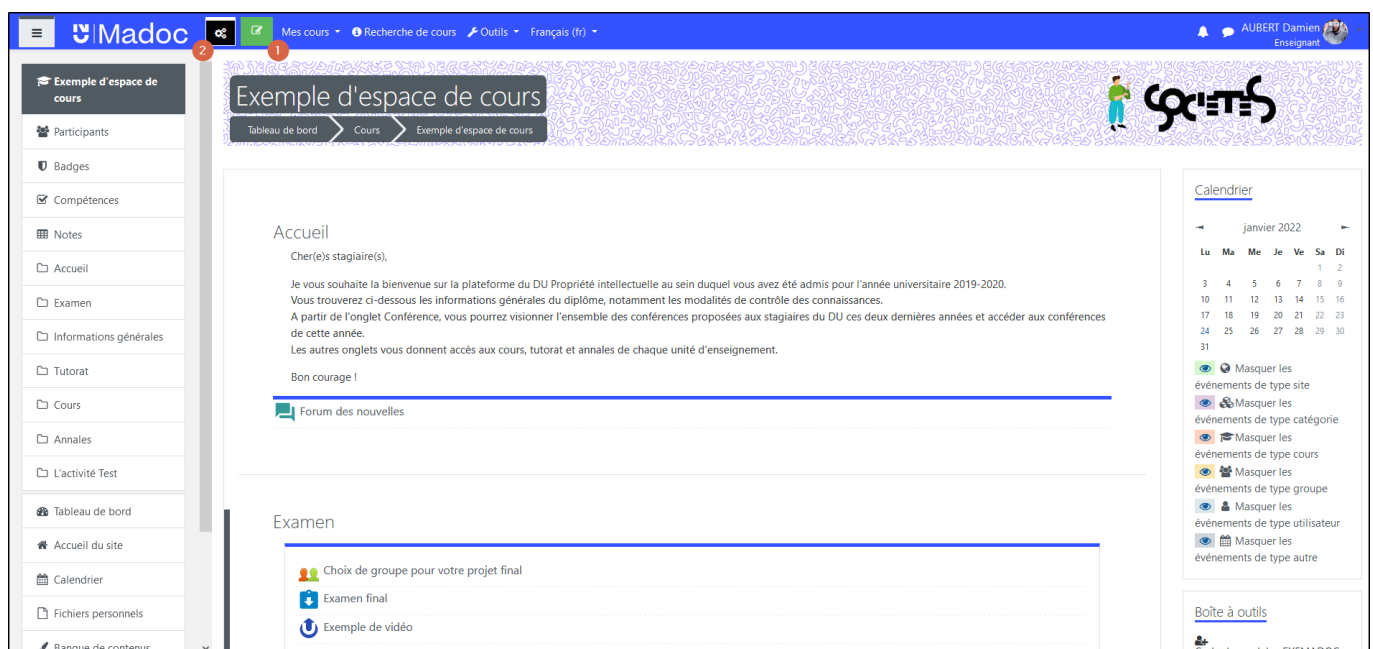 Madoc
Mes cours
Recherche de cours
Outils
Français (fr)
AUBERT Damien
Enseignant
2
1
Exemple d'espace de
cours
Participants
Badges
Compétences
Notes
Accueil
Examen
Informations générales
Tutorat
Cours
Annales
L'activité Test
Tableau de bord
Accueil du site
Calendrier
Fichiers personnels
Banque de contenus
Exemple d'espace de cours
Tableau de bord
Cours
Exemple d'espace de cours
SOCIETES
Accueil
Cher(e)s stagiaire(s),
Je vous souhaite la bienvenue sur la plateforme du DU Propriété intellectuelle au sein duquel vous avez été admis pour l'année universitaire 2019-2020.
Vous trouverez ci-dessous les informations générales du diplôme, notamment les modalités de contrôle des connaissances.
A partir de l'onglet Conférence, vous pourrez visionner l'ensemble des conférences proposées aux stagiaires du DU ces deux dernières années et accéder aux conférences
de cette année.
Les autres onglets vous donnent accès aux cours, tutorat et annales de chaque unité d'enseignement.
Bon courage !
Forum des nouvelles
Examen
Choix de groupe pour votre projet final
Examen final
Exemple de vidéo
Calendrier
janvier 2022
Lu Ma Me Je Ve Sa Di
1 2
3 4 5 6 7 8 9
10 11 12 13 14 15 16
17 18 19 20 21 22 23
24 25 26 27 28 29 30
31
Masquer les
événements de type site
Masquer les
événements de type catégorie
Masquer les
événements de type cours
Masquer les
événements de type groupe
Masquer les
événements de type utilisateur
Masquer les
événements de type autre
Boîte à outils